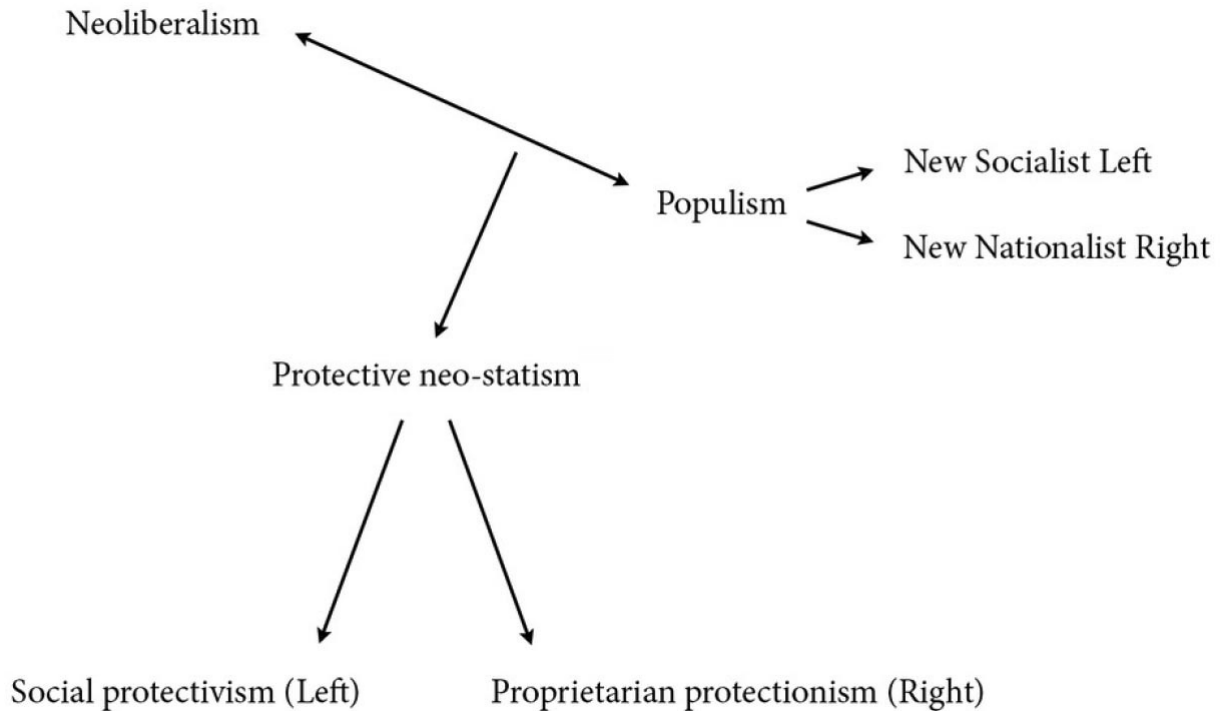 Neoliberalism
New Socialist Left
Populism
New Nationalist Right
Protective neo-statism
Social protectivism (Left)
Proprietarian protectionism (Right)